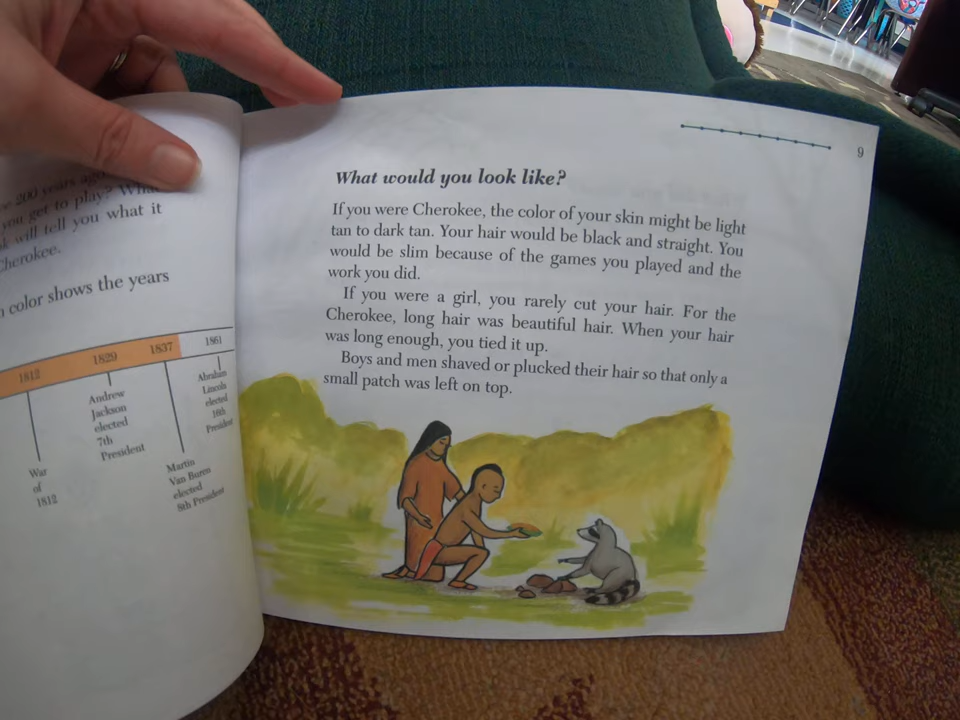 200 years ago
you get to play?
will tell you what it
Cherokee.
color shows the years
1812
1829
1837
1861
War
of
1812
Andrew
Jackson
elected
7th
President
Martin
Van Buren
elected
8th President
Abraham
Lincoln
elected
16th
President
9
What would you look like?
If you were Cherokee, the color of your skin might be light
tan to dark tan. Your hair would be black and straight. You
would be slim because of the games you played and the
work you did.
If you were a girl, you rarely cut your hair. For the
Cherokee, long hair was beautiful hair. When your hair
was long enough, you tied it up.
Boys and men shaved or plucked their hair so that only a
small patch was left on top.